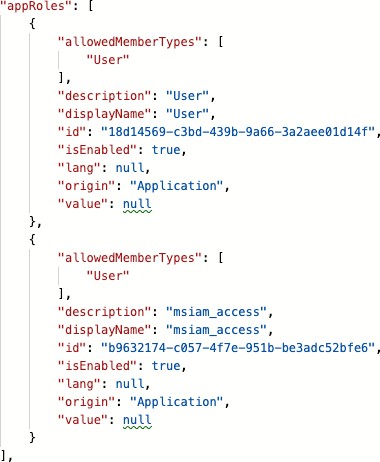 "appRoles": [
{
"allowedMemberTypes": [
"User"
],
"description": "User",
"displayName": "User",
"id": "18d14569-c3bd-439b-9a66-3a2aee01d14f",
"isEnabled": true,
"lang": null,
"origin": "Application",
"value": null
},
{
"allowedMemberTypes": [
"User"
],
"description": "msiam_access",
"displayName": "msiam_access",
"id": "b9632174-c057-4f7e-951b-be3adc52bfe6",
"isEnabled": true,
"lang": null,
"origin": "Application",
"value": null
}
],